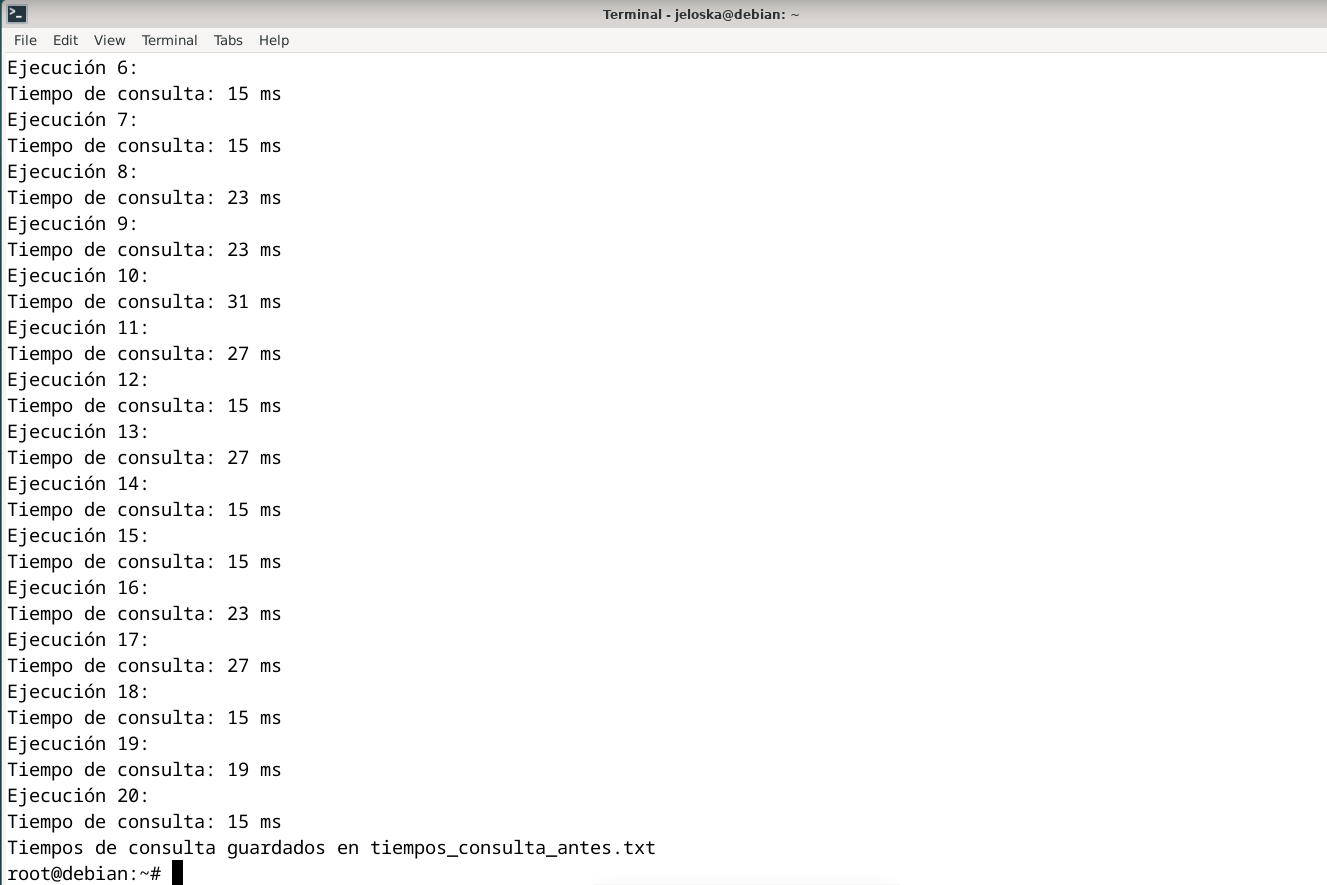 Terminal - jeloska@debian: ~
File Edit View Terminal Tabs Help
Ejecución 6:
Tiempo de consulta: 15 ms
Ejecución 7:
Tiempo de consulta: 15 ms
Ejecución 8:
Tiempo de consulta: 23 ms
Ejecución 9:
Tiempo de consulta: 23 ms
Ejecución 10:
Tiempo de consulta: 31 ms
Ejecución 11:
Tiempo de consulta: 27 ms
Ejecución 12:
Tiempo de consulta: 15 ms
Ejecución 13:
Tiempo de consulta: 27 ms
Ejecución 14:
Tiempo de consulta: 15 ms
Ejecución 15:
Tiempo de consulta: 15 ms
Ejecución 16:
Tiempo de consulta: 23 ms
Ejecución 17:
Tiempo de consulta: 27 ms
Ejecución 18:
Tiempo de consulta: 15 ms
Ejecución 19:
Tiempo de consulta: 19 ms
Ejecución 20:
Tiempo de consulta: 15 ms
Tiempos de consulta guardados en tiempos_consulta_antes.txt
root@debian:~#